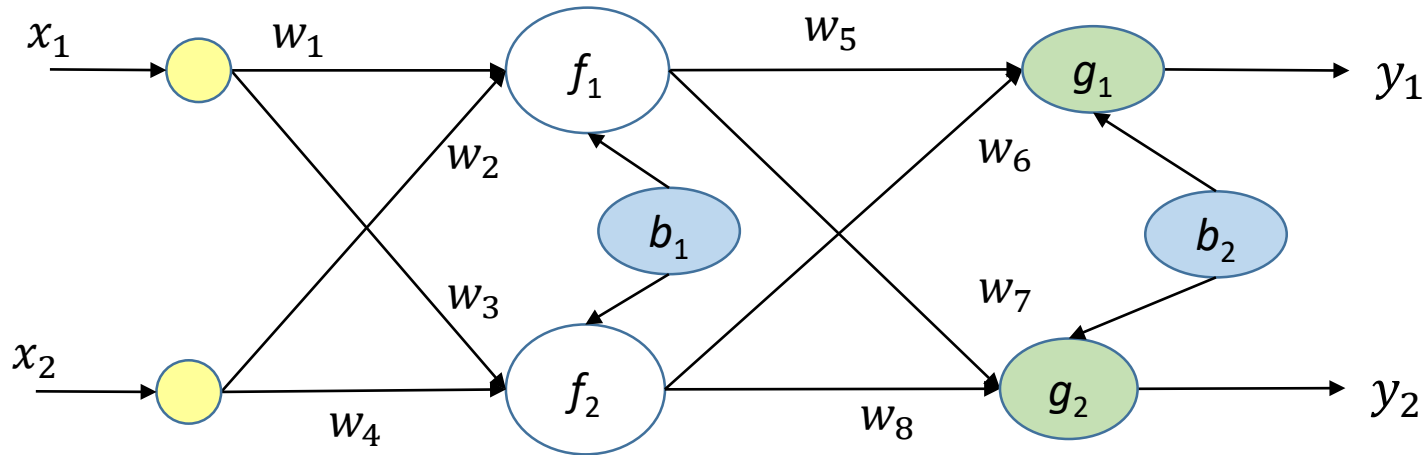 x₁ w₁ f₁ w₅ g₁ y₁
w₂ w₆
b₁ b₂
w₃ w₇
x₂ w₄ f₂ w₈ g₂ y₂